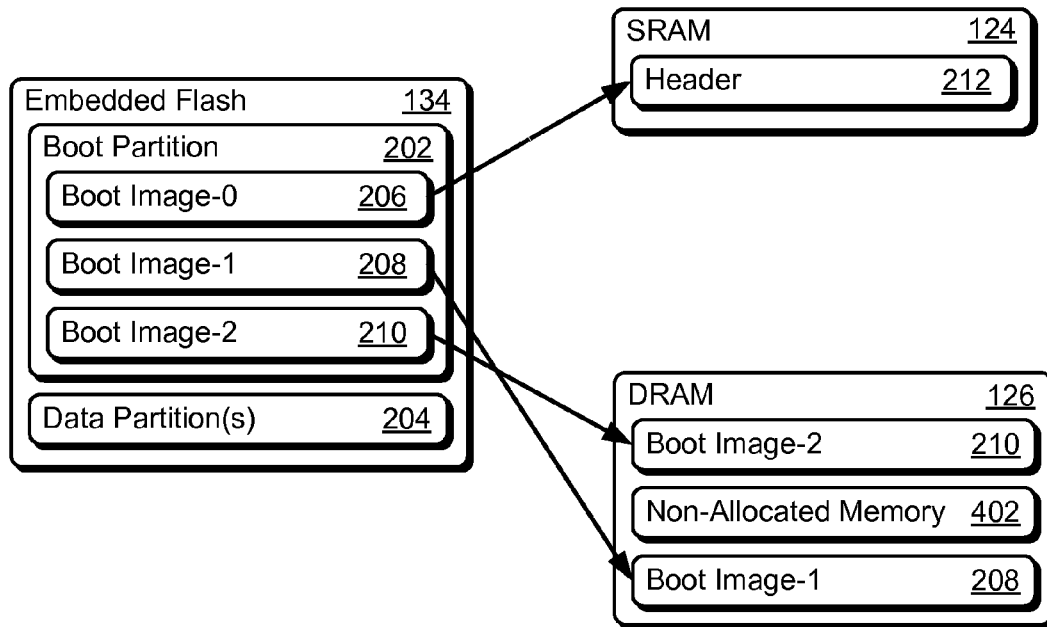 Embedded Flash 134
Boot Partition 202
Boot Image-0 206
Boot Image-1 208
Boot Image-2 210
Data Partition(s) 204
SRAM 124
Header 212
DRAM 126
Boot Image-2 210
Non-Allocated Memory 402
Boot Image-1 208